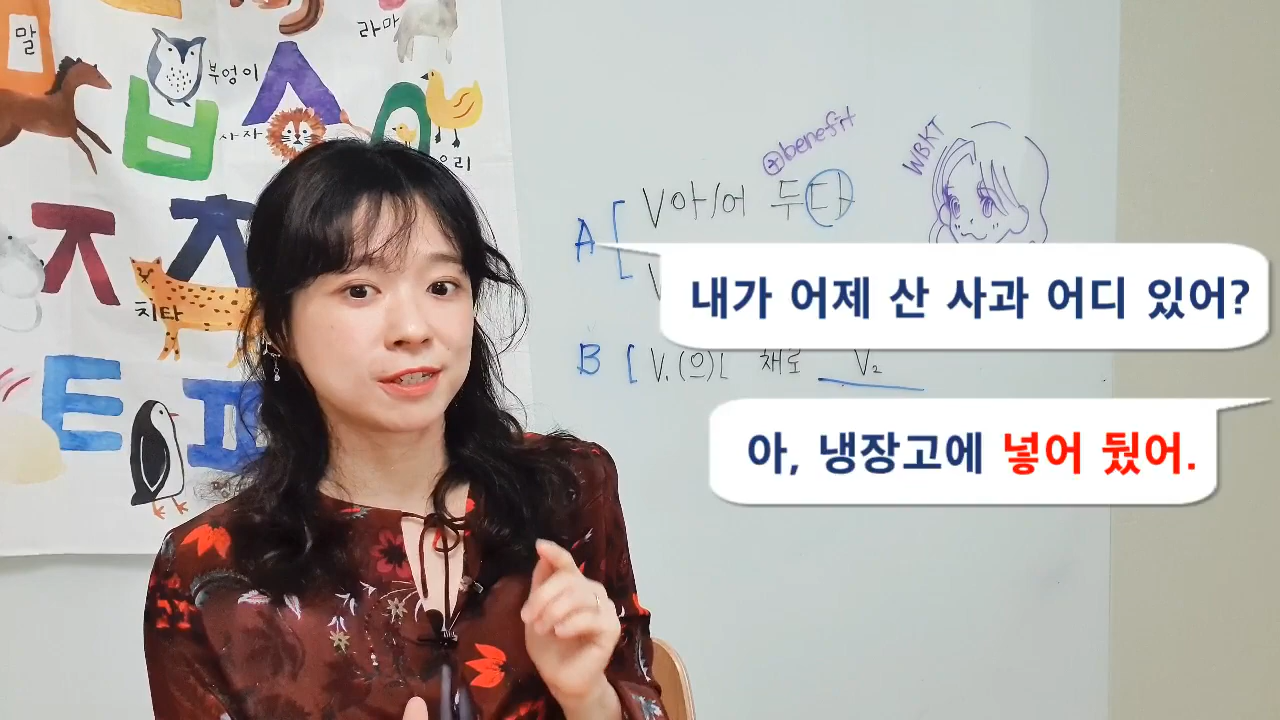 말
라마
부엉이
사자
오리
ㅂ
ㅅ
ㅇ
ㅈ
ㅊ
치타
ㅌ
ㅍ
+benefit
WBKT
A [ V 아/어 두다
V
내가 어제 산 사과 어디 있어?
B [ V.(으)ㄴ 채로 V₂
아, 냉장고에 넣어 뒀어.